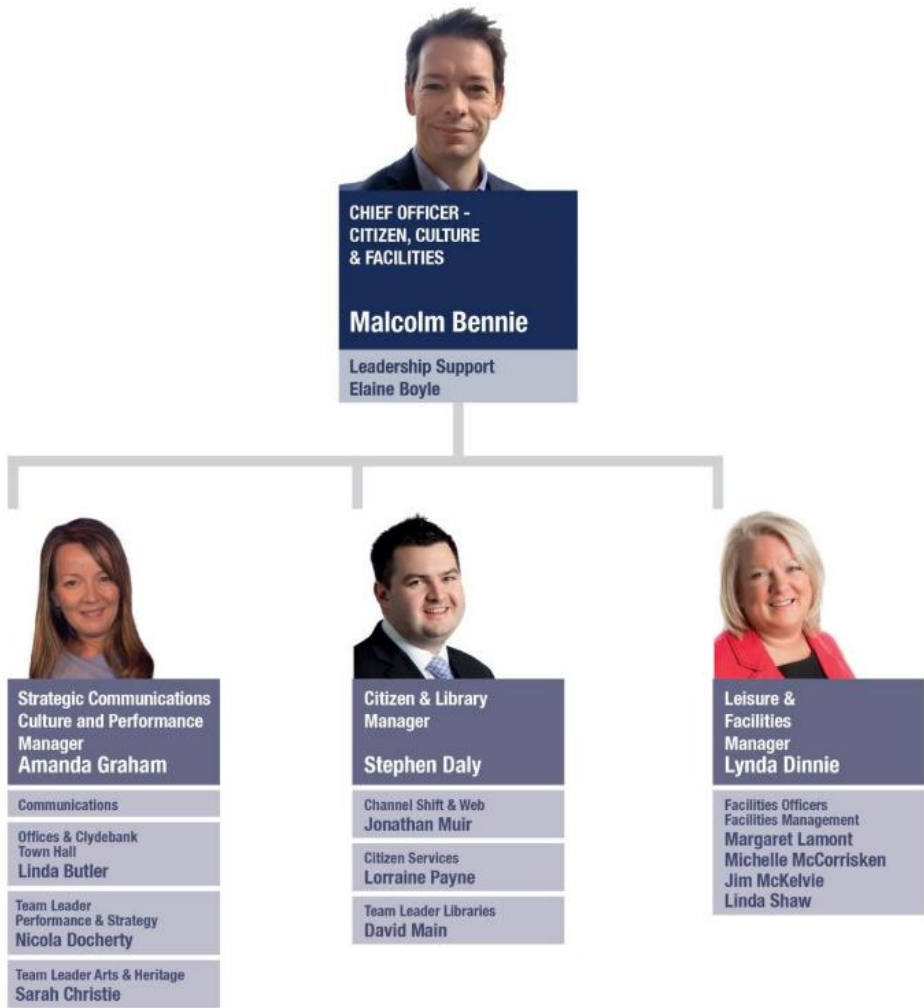 CHIEF OFFICER -
CITIZEN, CULTURE
& FACILITIES
Malcolm Bennie
Leadership Support
Elaine Boyle
Strategic Communications
Culture and Performance
Manager
Amanda Graham
Communications
Offices & Clydebank
Town Hall
Linda Butler
Team Leader
Performance & Strategy
Nicola Docherty
Team Leader Arts & Heritage
Sarah Christie
Citizen & Library
Manager
Stephen Daly
Channel Shift & Web
Jonathan Muir
Citizen Services
Lorraine Payne
Team Leader Libraries
David Main
Leisure &
Facilities
Manager
Lynda Dinnie
Facilities Officers
Facilities Management
Margaret Lamont
Michelle McCorrisken
Jim McKelvie
Linda Shaw